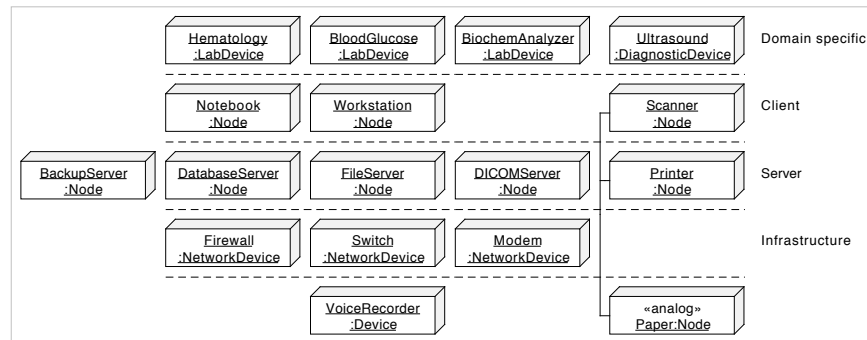 Hematology
:LabDevice
BloodGlucose
:LabDevice
BiochemAnalyzer
:LabDevice
Ultrasound
:DiagnosticDevice
Domain specific
Notebook
:Node
Workstation
:Node
Scanner
:Node
Client
BackupServer
:Node
DatabaseServer
:Node
FileServer
:Node
DICOMServer
:Node
Printer
:Node
Server
Firewall
:NetworkDevice
Switch
:NetworkDevice
Modem
:NetworkDevice
Infrastructure
VoiceRecorder
:Device
«analog»
Paper:Node